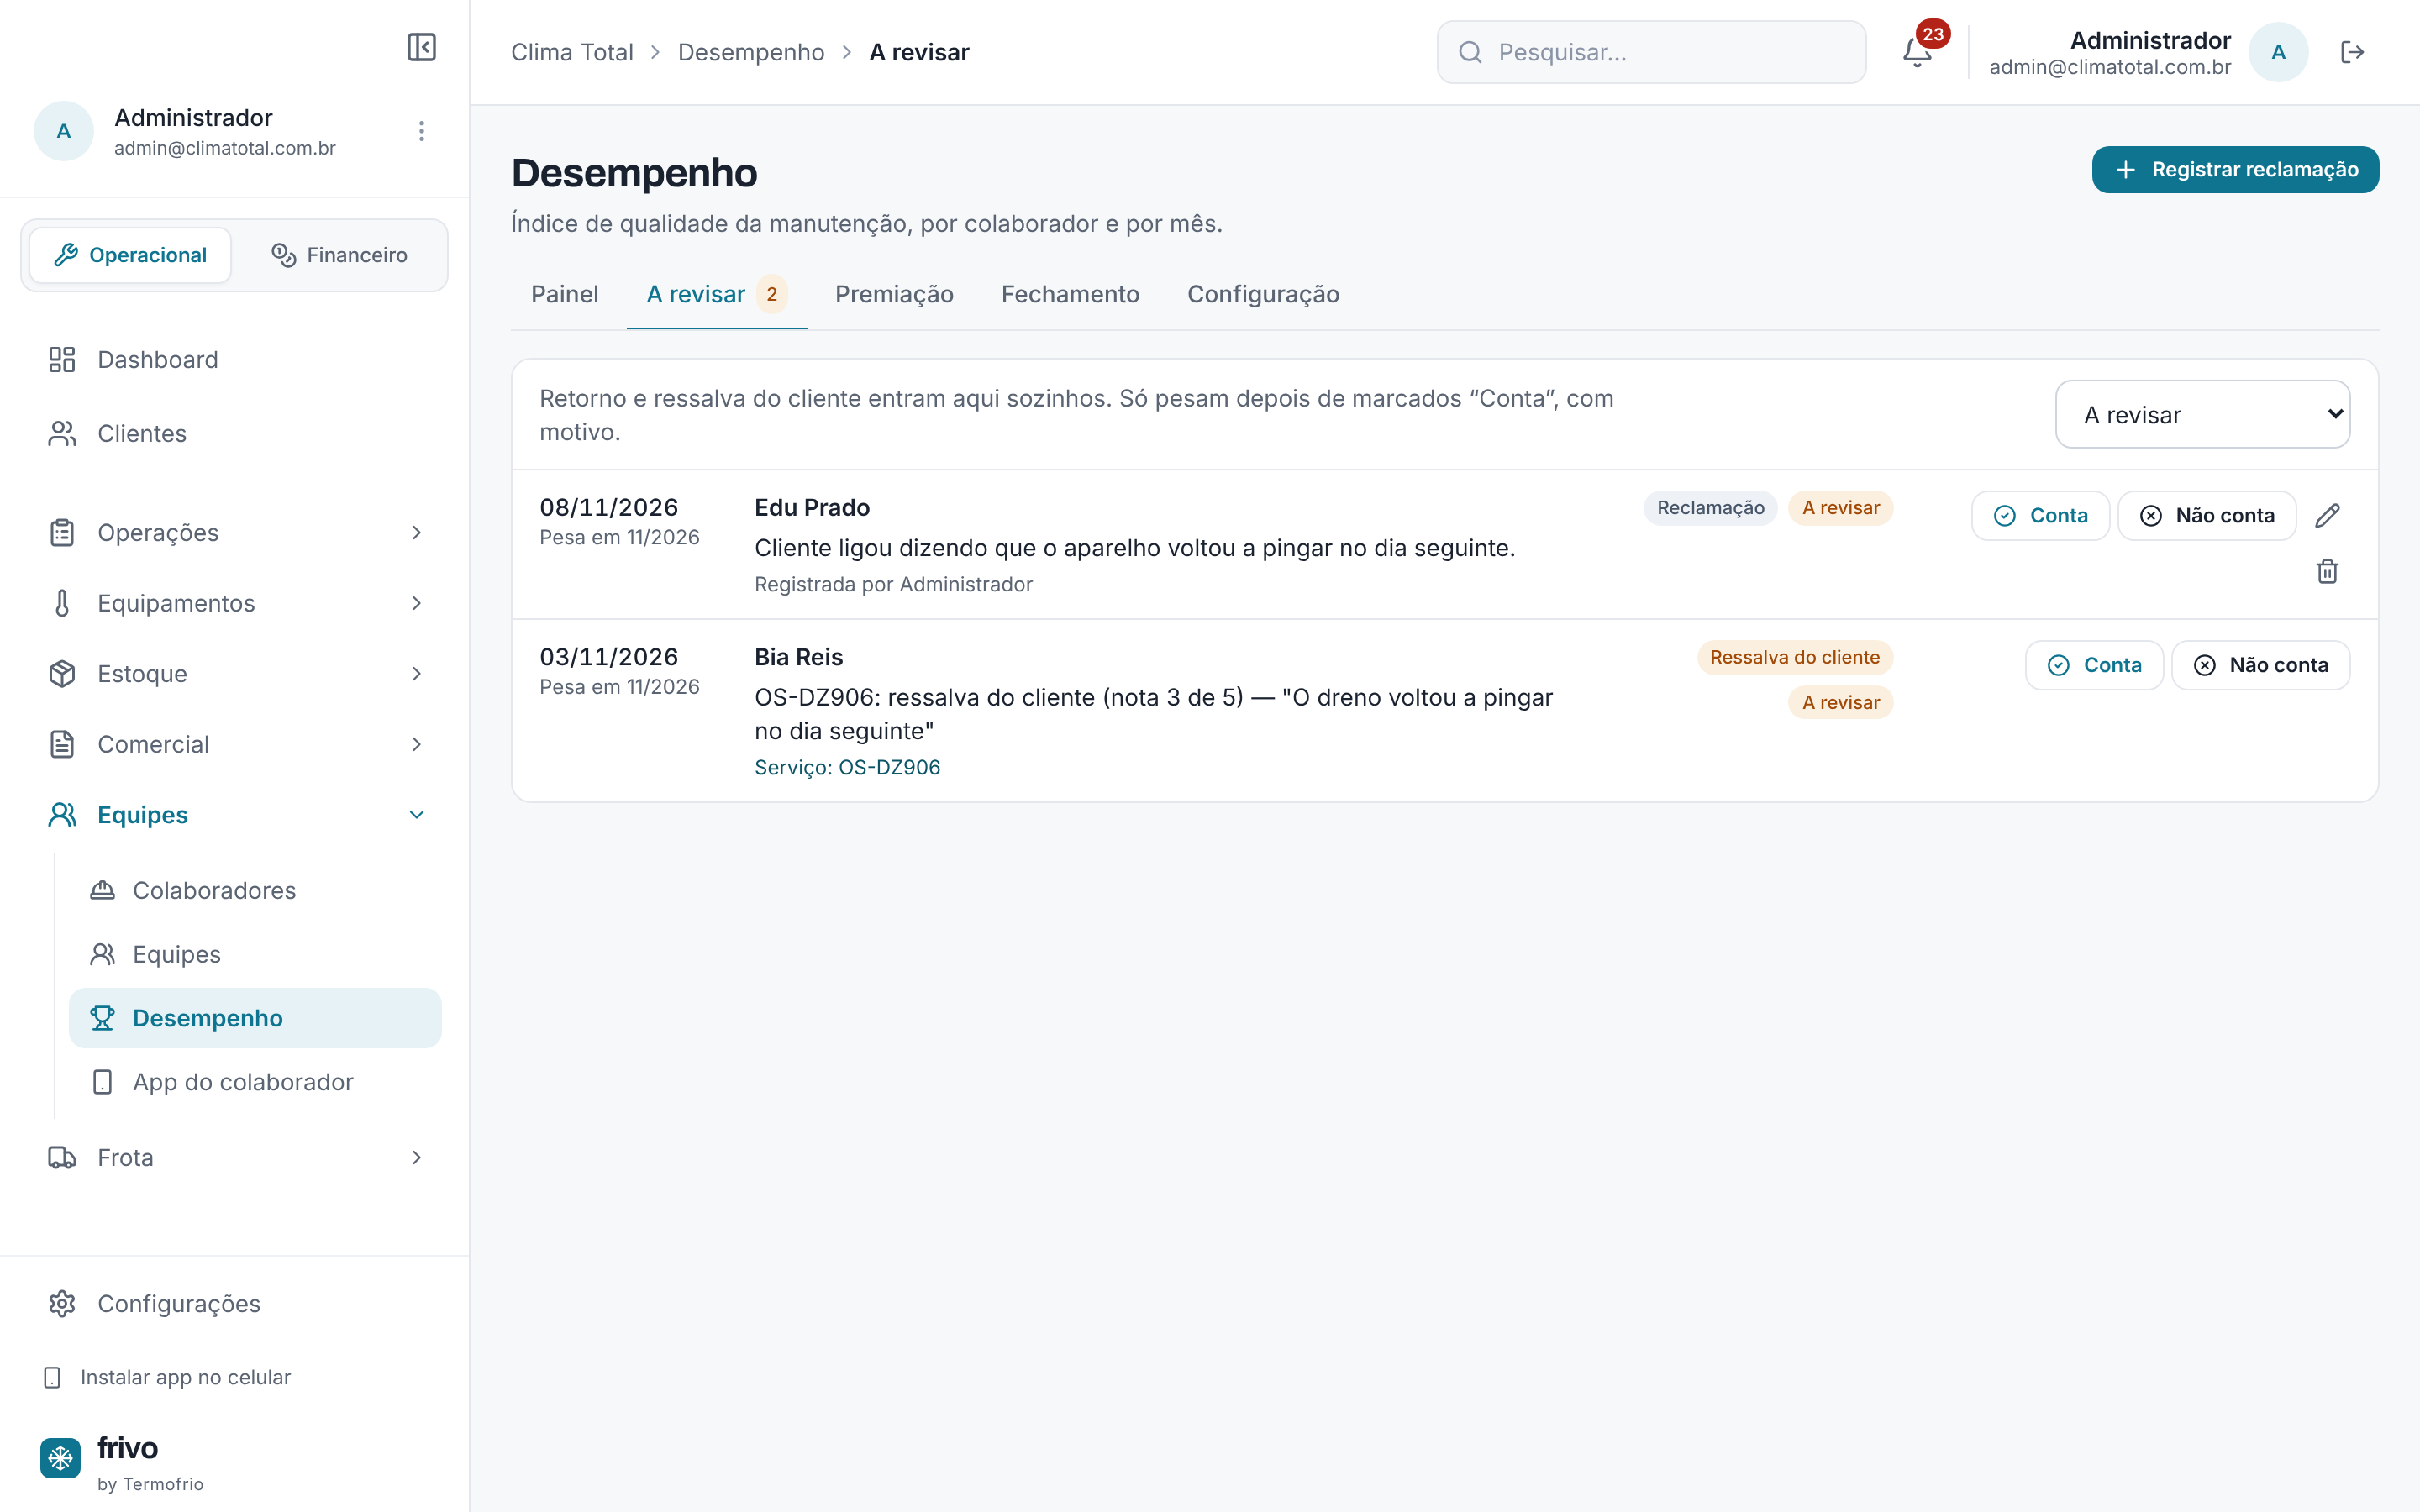 Clima Total > Desempenho > A revisar
Pesquisar...
23
Administrador
admin@climatotal.com.br
A
A
Administrador
admin@climatotal.com.br
Operacional
Financeiro
Dashboard
Clientes
Operações
Equipamentos
Estoque
Comercial
Equipes
Colaboradores
Equipes
Desempenho
App do colaborador
Frota
Configurações
Instalar app no celular
frivo
by Termofrio
Desempenho
Registrar reclamação
Índice de qualidade da manutenção, por colaborador e por mês.
Painel
A revisar 2
Premiação
Fechamento
Configuração
Retorno e ressalva do cliente entram aqui sozinhos. Só pesam depois de marcados “Conta”, com
motivo.
A revisar
08/11/2026
Pesa em 11/2026
Edu Prado
Cliente ligou dizendo que o aparelho voltou a pingar no dia seguinte.
Registrada por Administrador
Reclamação
A revisar
Conta
Não conta
03/11/2026
Pesa em 11/2026
Bia Reis
OS-DZ906: ressalva do cliente (nota 3 de 5) — "O dreno voltou a pingar
no dia seguinte"
Serviço: OS-DZ906
Ressalva do cliente
A revisar
Conta
Não conta